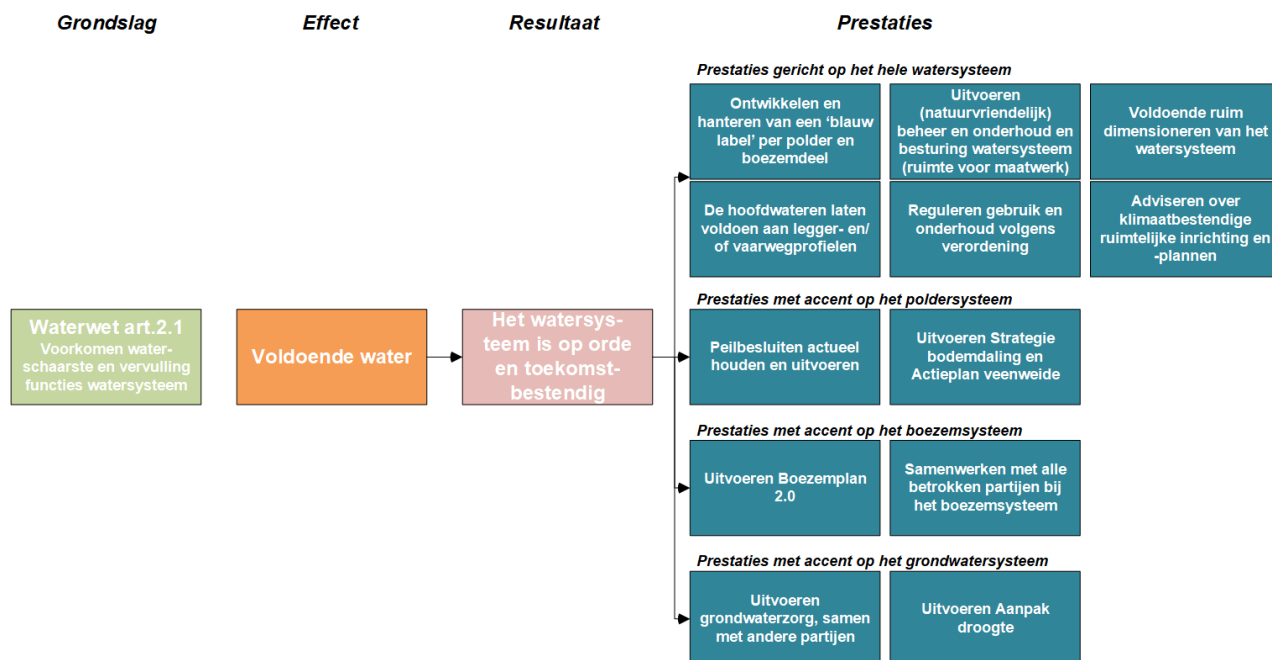 Grondslag
Effect
Resultaat
Prestaties
Prestaties gericht op het hele watersysteem
Ontwikkelen en
hanteren van een ‘blauw
label’ per polder en
boezemdeel
Uitvoeren
(natuurvriendelijk)
beheer en onderhoud en
besturing watersysteem
(ruimte voor maatwerk)
Voldoende ruim
dimensioneren van het
watersysteem
De hoofdwateren laten
voldoen aan legger- en/
of vaarwegprofielen
Reguleren gebruik en
onderhoud volgens
verordening
Adviseren over
klimaatbestendige
ruimtelijke inrichting en
-plannen
Waterwet art.2.1
Voorkomen water-
schaarste en vervulling
functies watersysteem
Voldoende water
Het watersys-
teem is op orde
en toekomst-
bestendig
Prestaties met accent op het poldersysteem
Peilbesluiten actueel
houden en uitvoeren
Uitvoeren Strategie
bodemdaling en
Actieplan veenweide
Prestaties met accent op het boezemsysteem
Uitvoeren Boezemplan
2.0
Samenwerken met alle
betrokken partijen bij
het boezemsysteem
Prestaties met accent op het grondwatersysteem
Uitvoeren
grondwaterzorg, samen
met andere partijen
Uitvoeren Aanpak
droogte